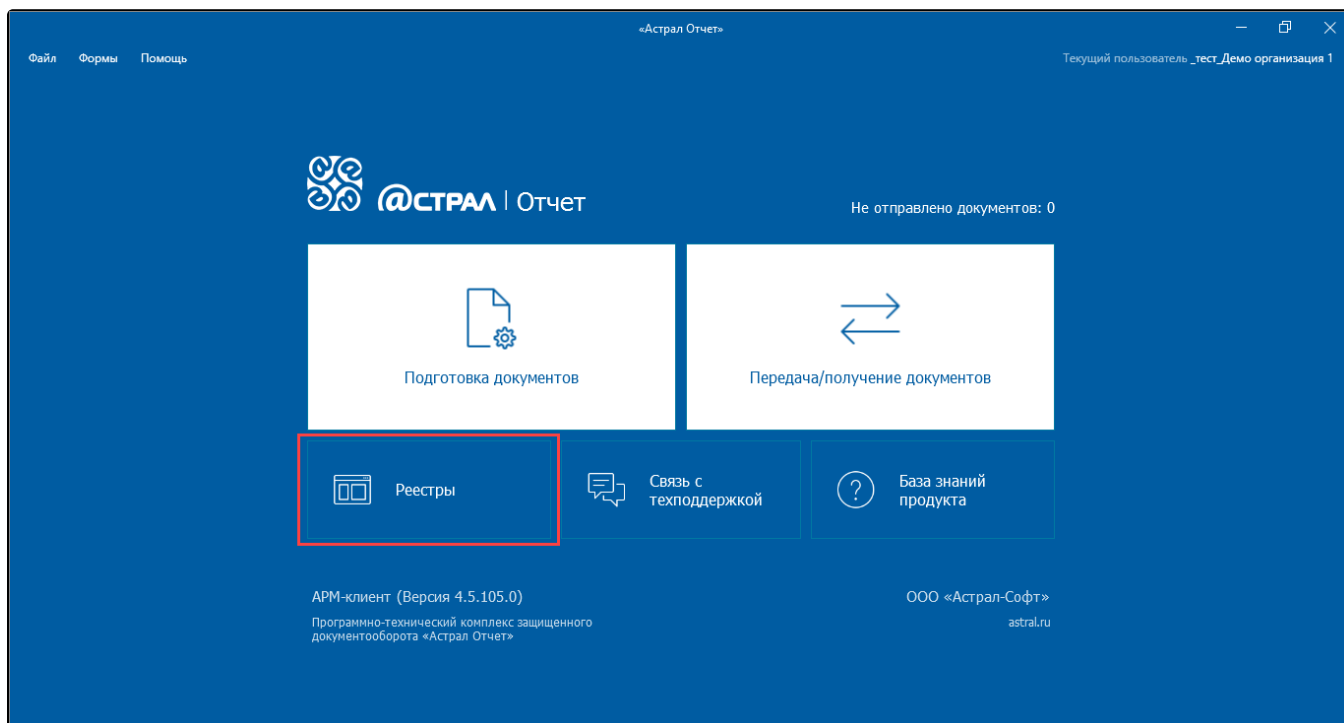 «Астрал Отчет»
Файл Формы Помощь
Текущий пользователь _тест_Демо организация 1
@СТРАЛ | Отчет
Не отправлено документов: 0
Подготовка документов
Передача/получение документов
Реестры
Связь с
техподдержкой
База знаний
продукта
АРМ-клиент (Версия 4.5.105.0)
ООО «Астрал-Софт»
Программно-технический комплекс защищенного
документооборота «Астрал Отчет»
astral.ru